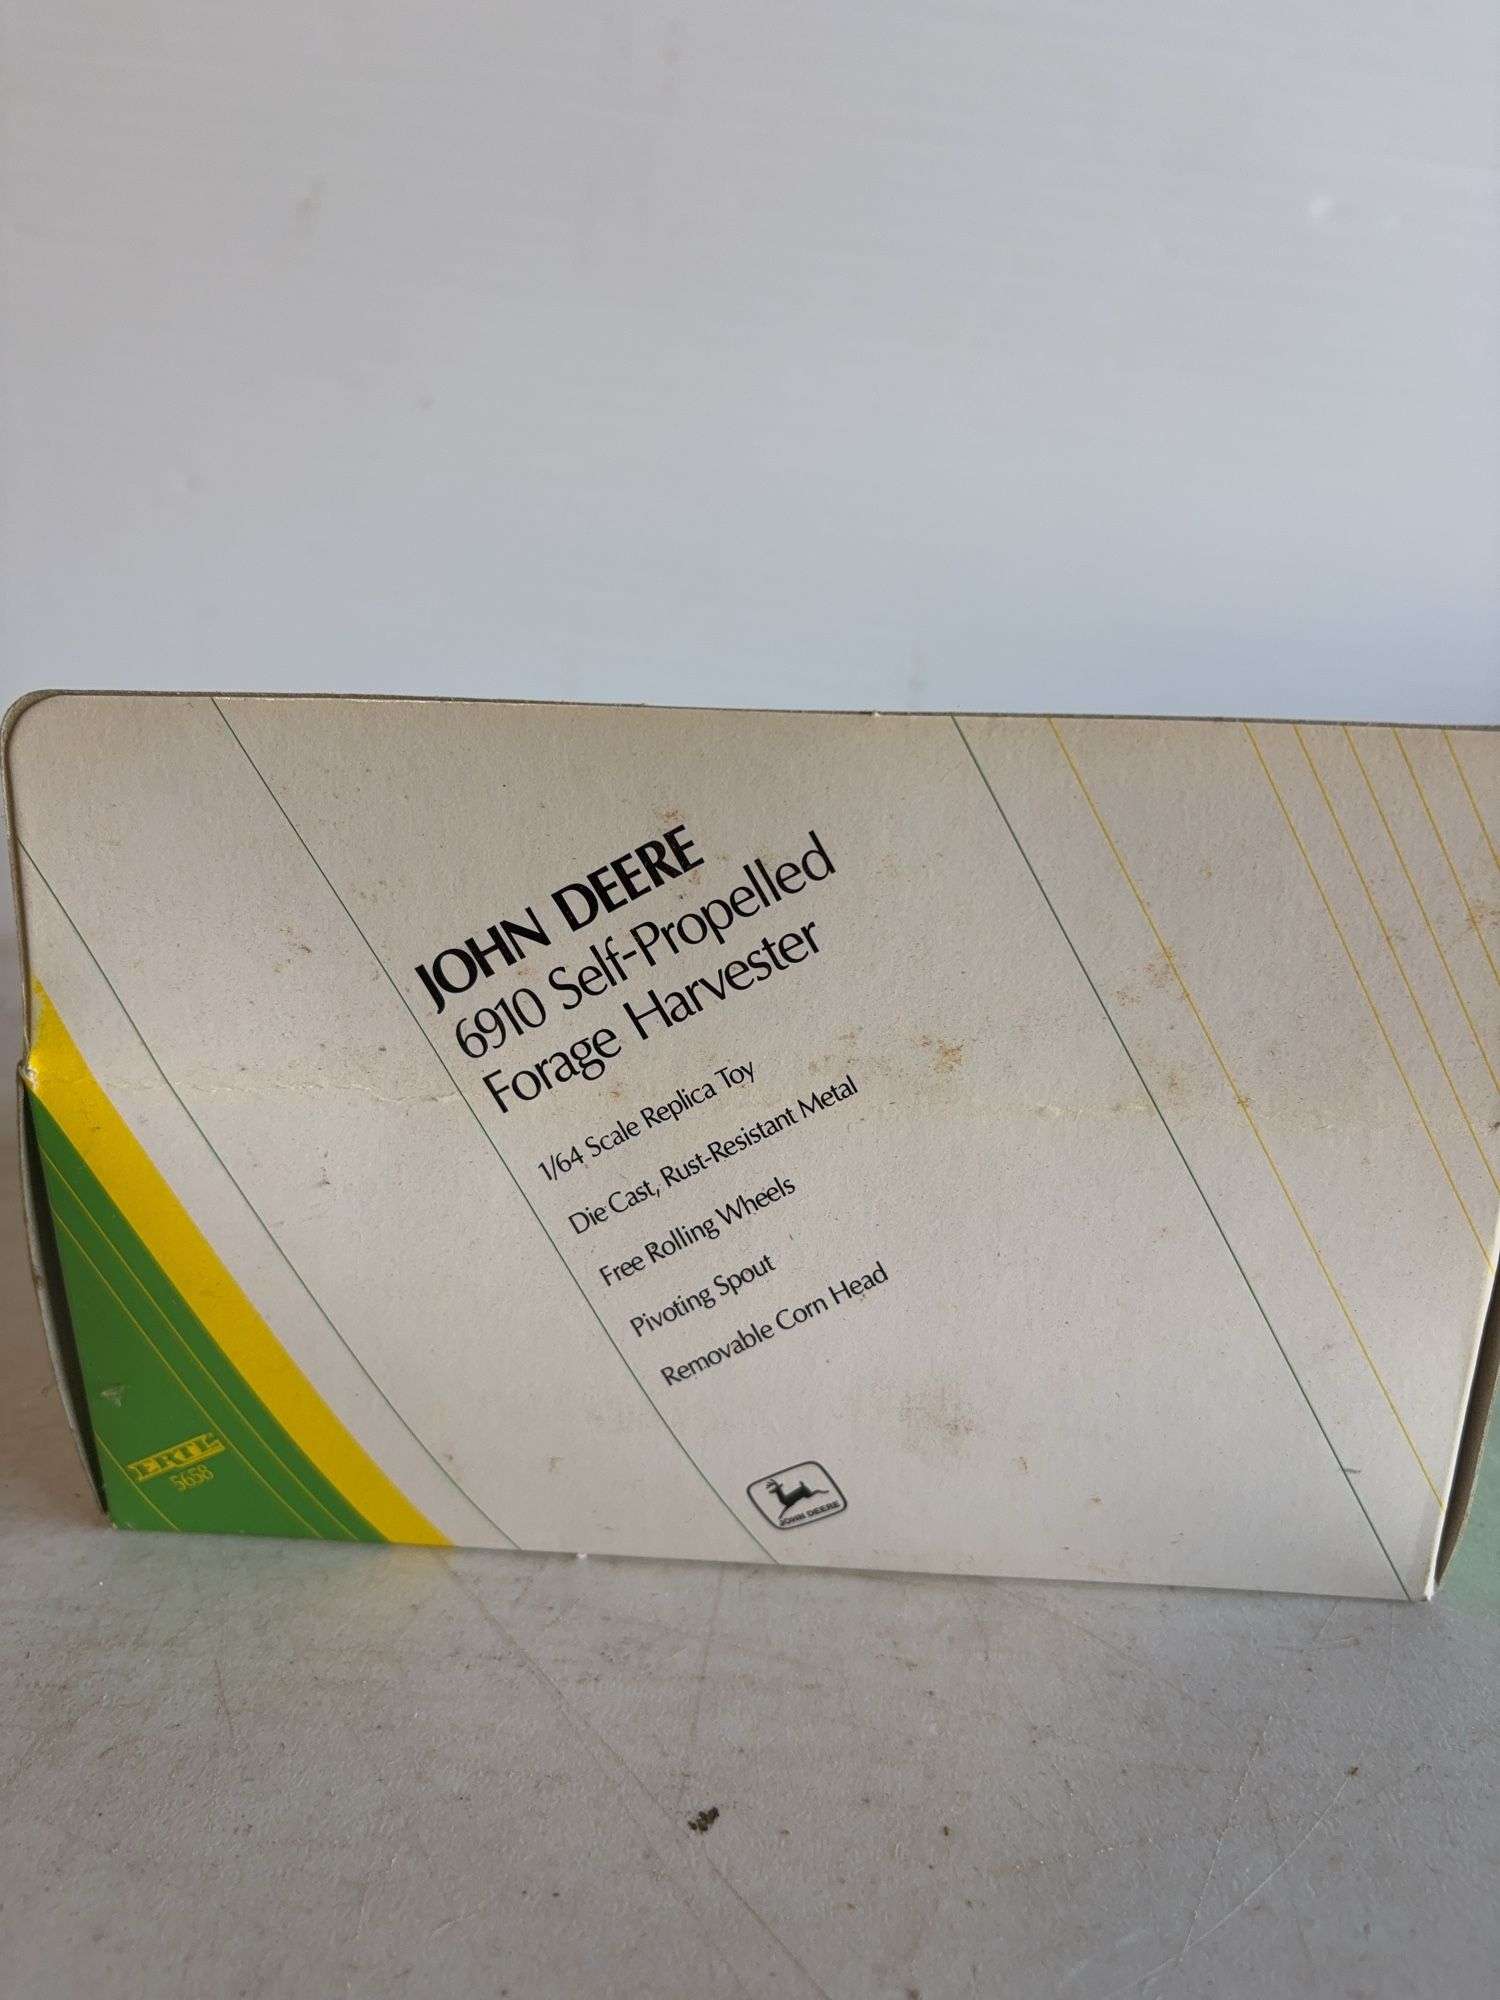 JOHN DEERE
6910 Self-Propelled
Forage Harvester
1/64 Scale Replica Toy
Die Cast, Rust-Resistant Metal
Free Rolling Wheels
Pivoting Spout
Removable Corn Head
ERTL
5658
JOHN DEERE